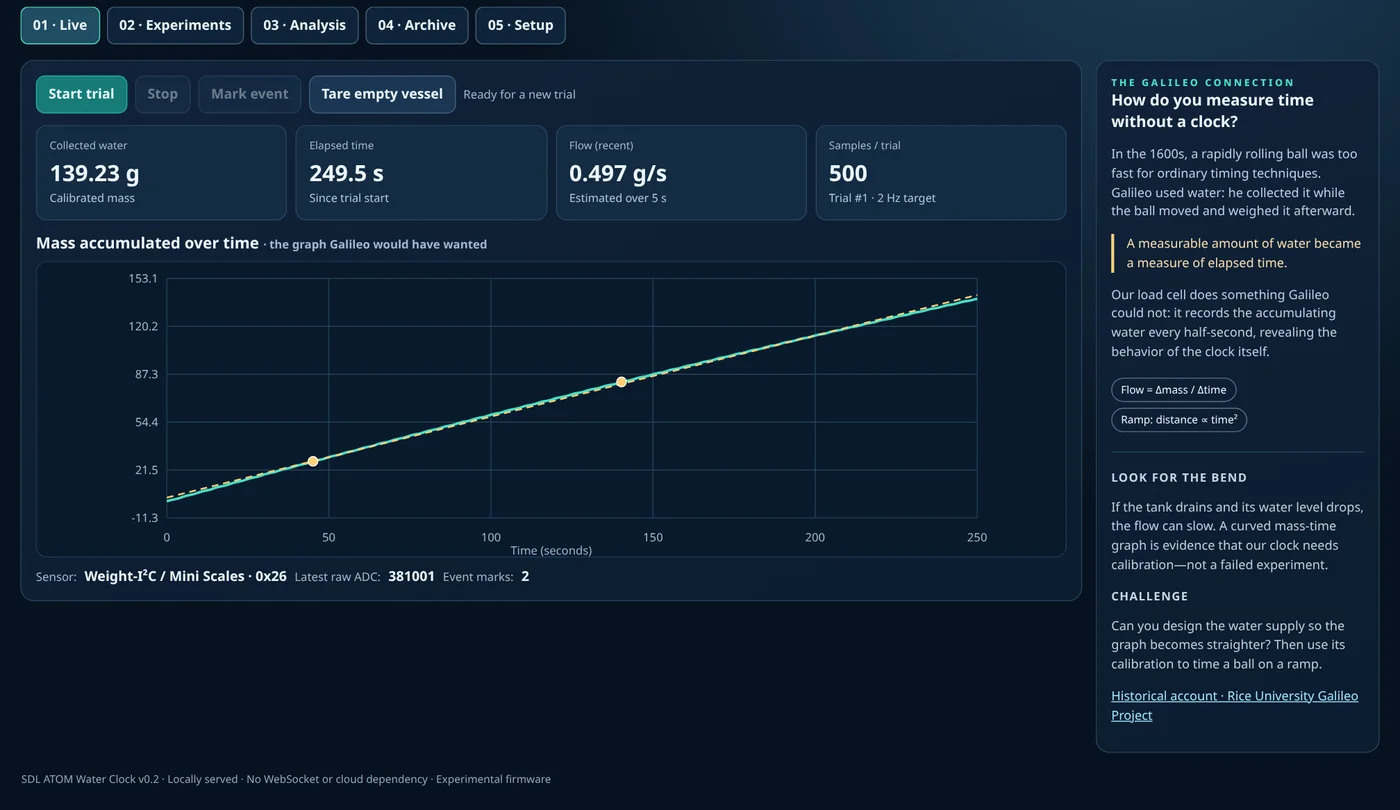 01 · Live
02 · Experiments
03 · Analysis
04 · Archive
05 · Setup
Start trial
Stop
Mark event
Tare empty vessel
Ready for a new trial
Collected water
139.23 g
Calibrated mass
Elapsed time
249.5 s
Since trial start
Flow (recent)
0.497 g/s
Estimated over 5 s
Samples / trial
500
Trial #1 · 2 Hz target
Mass accumulated over time · the graph Galileo would have wanted
153.1
120.2
87.3
54.4
21.5
-11.3
0
50
100
150
200
250
Time (seconds)
Sensor: Weight-I²C / Mini Scales · 0x26 Latest raw ADC: 381001 Event marks: 2
THE GALILEO CONNECTION
How do you measure time
without a clock?
In the 1600s, a rapidly rolling ball was too
fast for ordinary timing techniques.
Galileo used water: he collected it while
the ball moved and weighed it afterward.
A measurable amount of water became
a measure of elapsed time.
Our load cell does something Galileo
could not: it records the accumulating
water every half-second, revealing the
behavior of the clock itself.
Flow = Δmass / Δtime
Ramp: distance ∝ time²
LOOK FOR THE BEND
If the tank drains and its water level drops,
the flow can slow. A curved mass-time
graph is evidence that our clock needs
calibration—not a failed experiment.
CHALLENGE
Can you design the water supply so the
graph becomes straighter? Then use its
calibration to time a ball on a ramp.
Historical account · Rice University Galileo
Project
SDL ATOM Water Clock v0.2 · Locally served · No WebSocket or cloud dependency · Experimental firmware